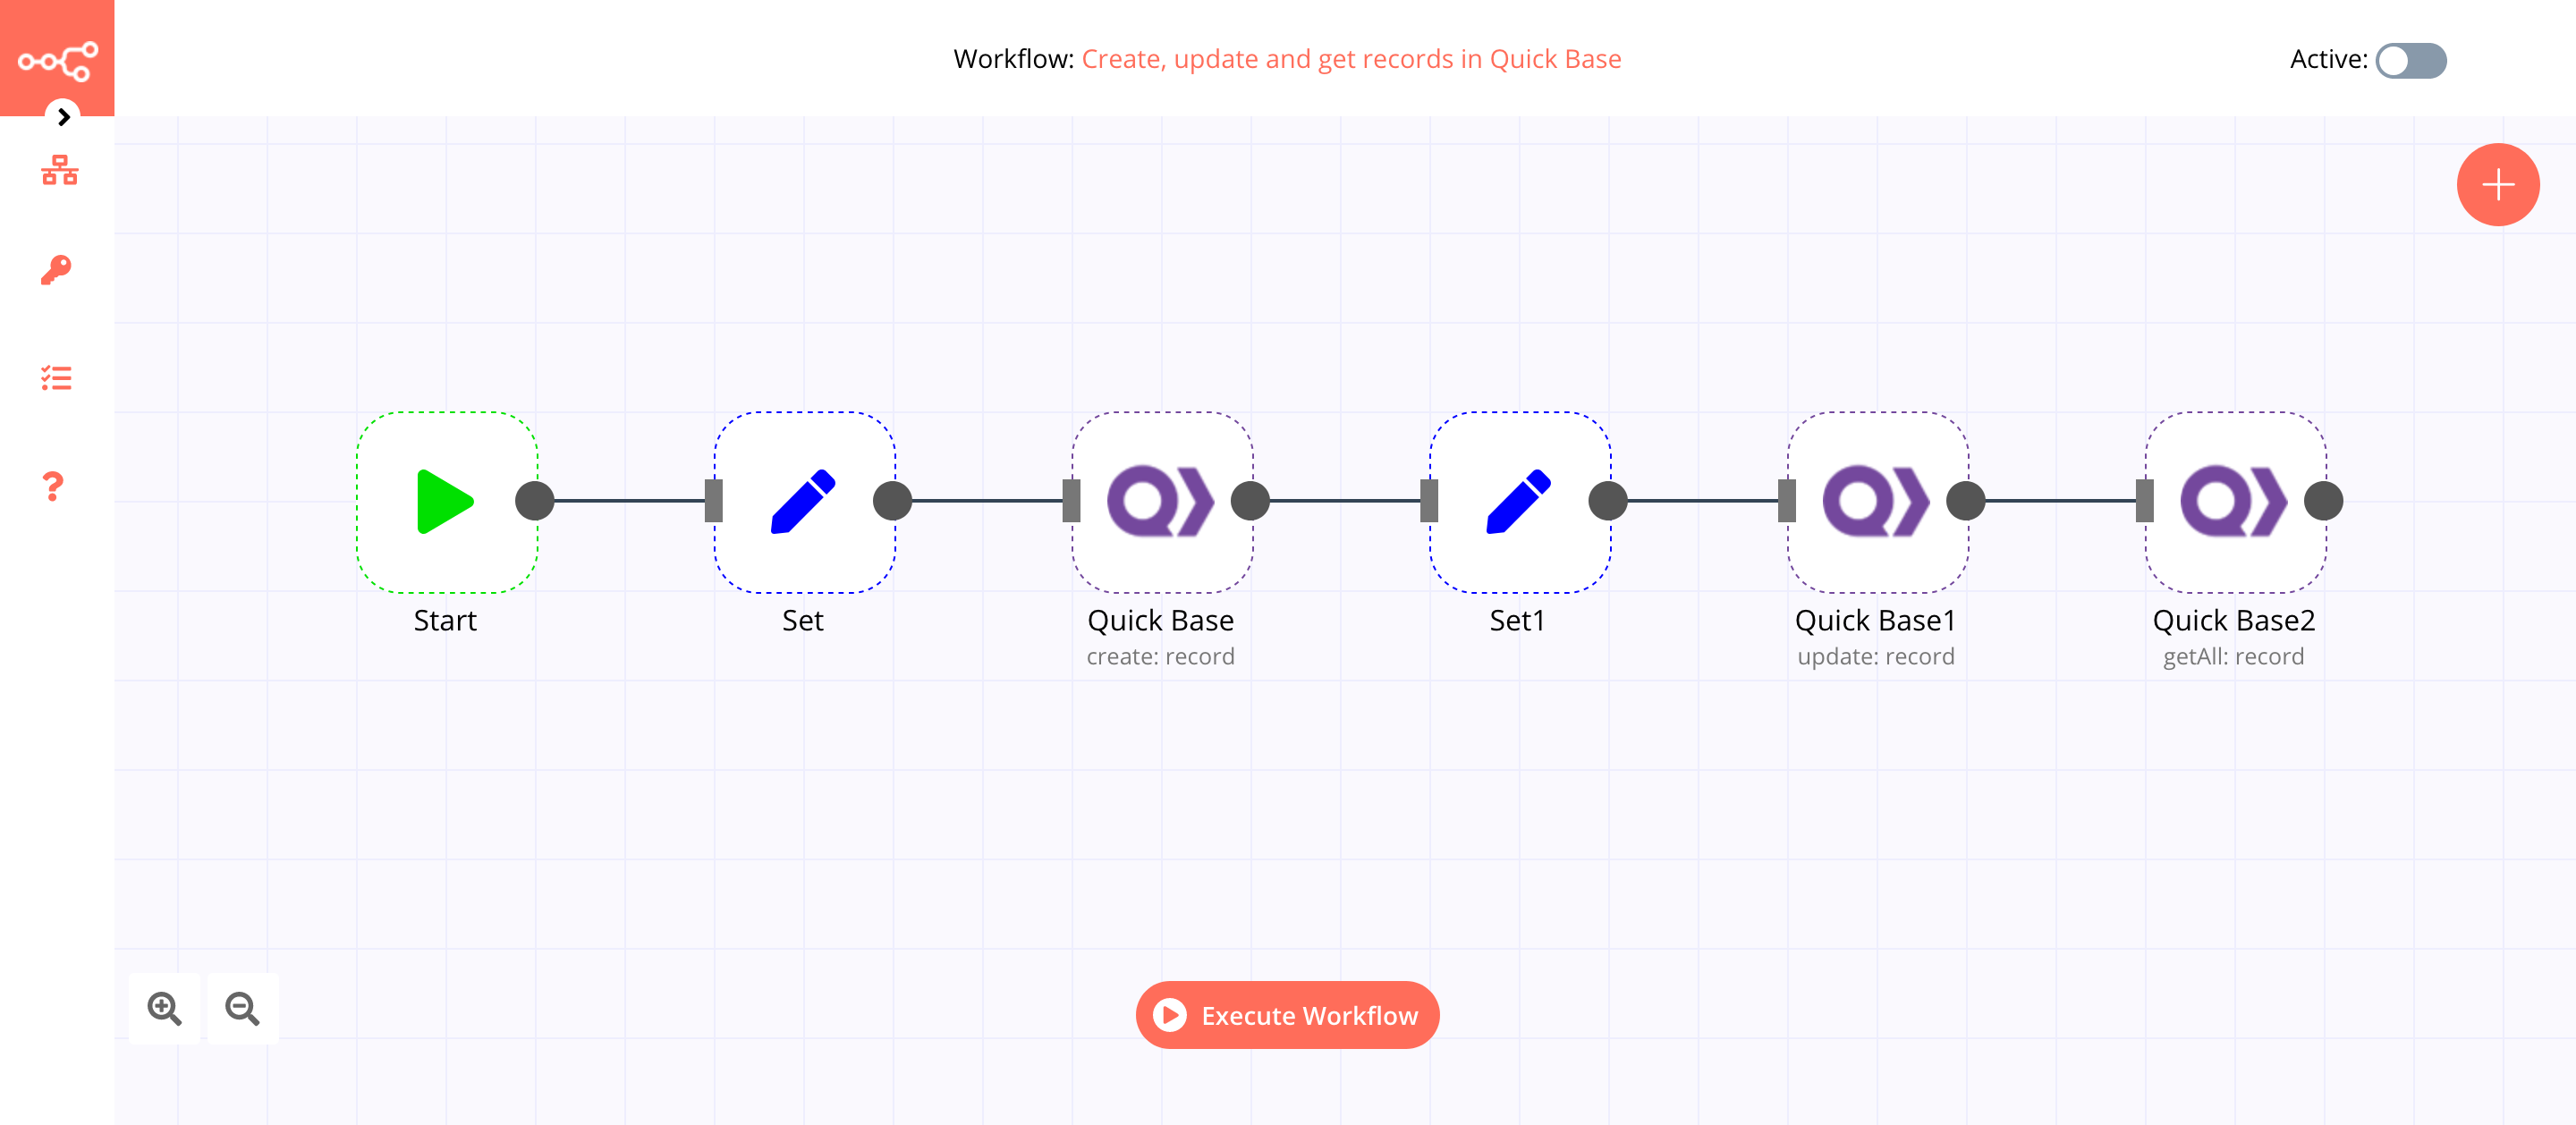 Workflow: Create, update and get records in Quick Base
Active:
Start
Set
Quick Base
create: record
Set1
Quick Base1
update: record
Quick Base2
getAll: record
Execute Workflow